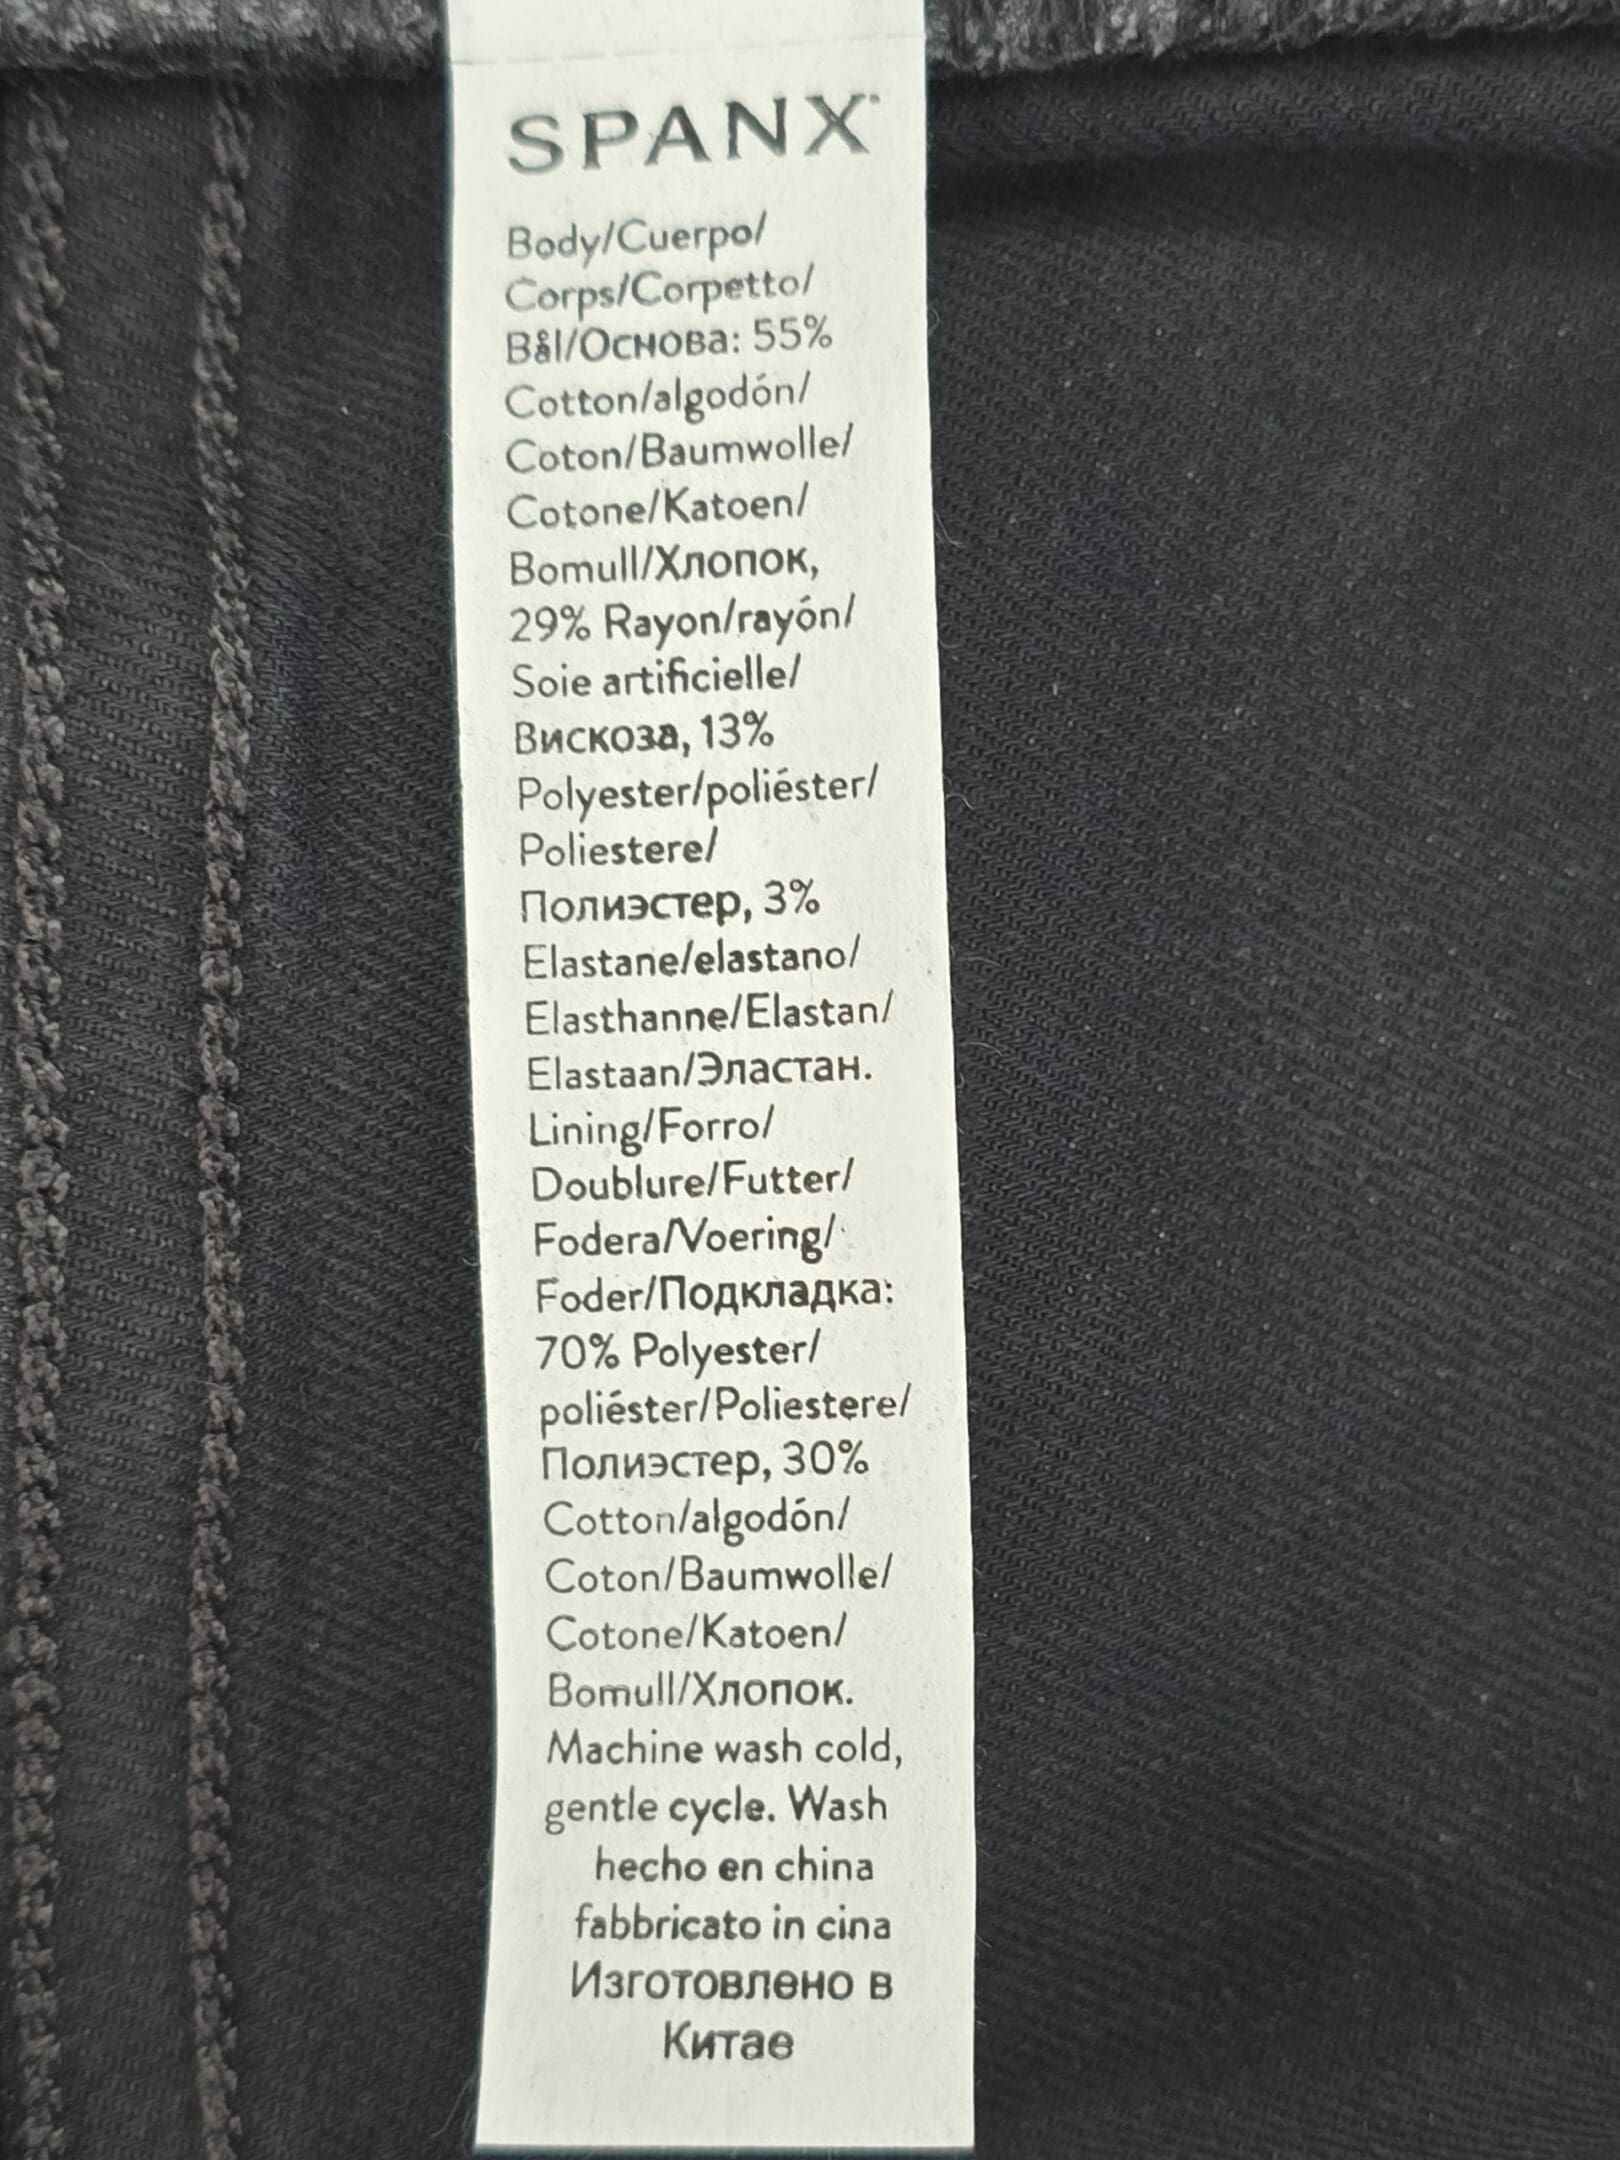 SPANX™
Body/Cuerpo/
Corps/Corpetto/
Bål/Основа: 55%
Cotton/algodón/
Coton/Baumwolle/
Cotone/Katoen/
Bomull/Хлопок,
29% Rayon/rayón/
Soie artificielle/
Вискоза, 13%
Polyester/poliéster/
Poliestere/
Полиэстер, 3%
Elastane/elastano/
Elasthanne/Elastan/
Elastaan/Эластан.
Lining/Forro/
Doublure/Futter/
Fodera/Voering/
Foder/Подкладка:
70% Polyester/
poliéster/Poliestere/
Полиэстер, 30%
Cotton/algodón/
Coton/Baumwolle/
Cotone/Katoen/
Bomull/Хлопок.
Machine wash cold,
gentle cycle. Wash
hecho en china
fabbricato in cina
Изготовлено в
Китае